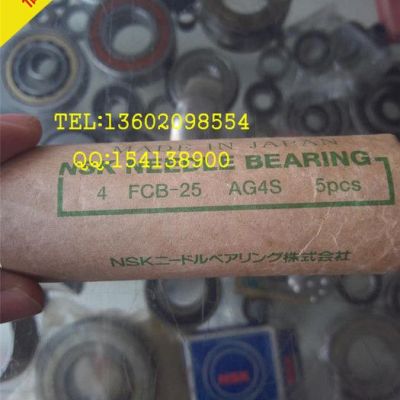 TEL:13602098554
MADE IN JAPAN
QQ:154138900
NSK NEEDLE BEARING
4 FCB-25 AG4S 5pcs
NSKニードルベアリング株式会社
NSK